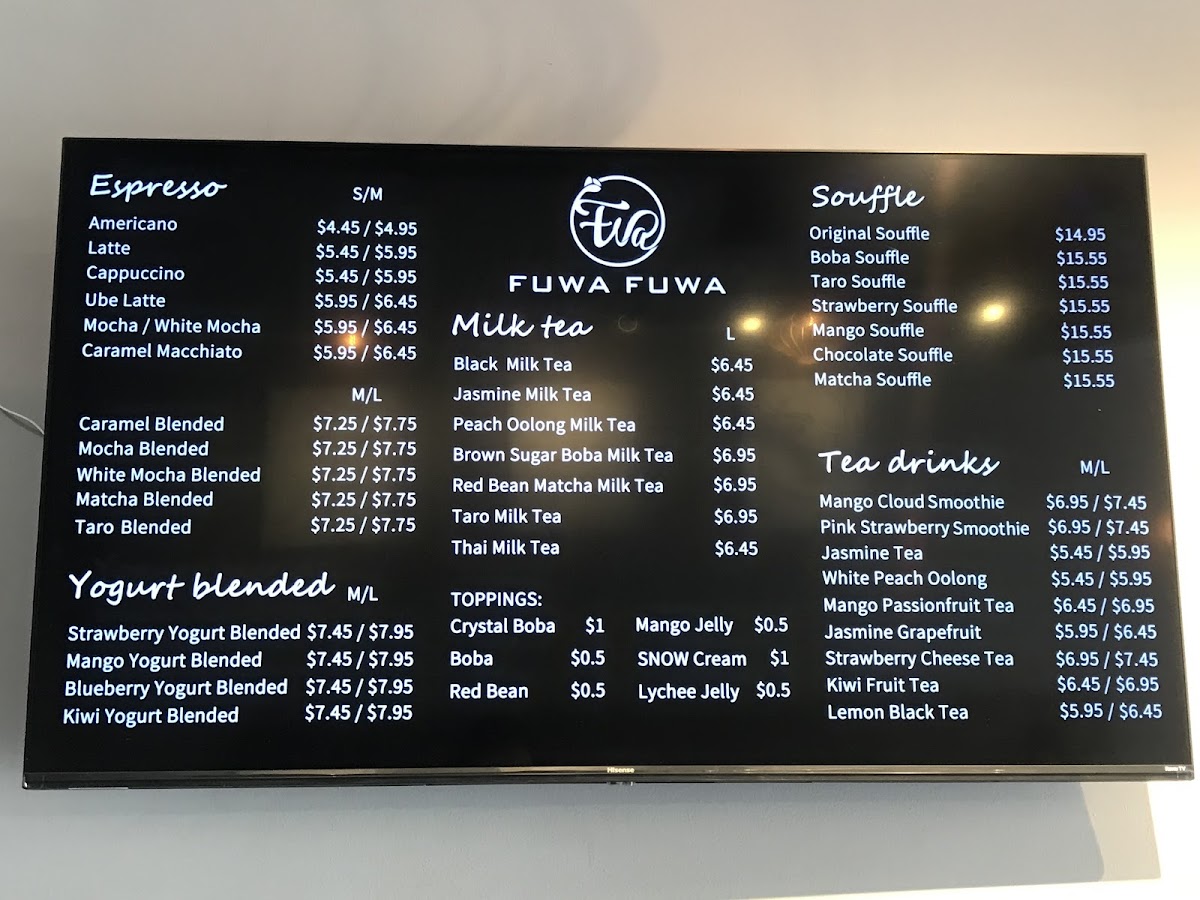 Espresso S/M
Americano $4.45 / $4.95
Latte $5.45 / $5.95
Cappuccino $5.45 / $5.95
Ube Latte $5.95 / $6.45
Mocha / White Mocha $5.95 / $6.45
Caramel Macchiato $5.95 / $6.45
M/L
Caramel Blended $7.25 / $7.75
Mocha Blended $7.25 / $7.75
White Mocha Blended $7.25 / $7.75
Matcha Blended $7.25 / $7.75
Taro Blended $7.25 / $7.75
Yogurt blended M/L
Strawberry Yogurt Blended $7.45 / $7.95
Mango Yogurt Blended $7.45 / $7.95
Blueberry Yogurt Blended $7.45 / $7.95
Kiwi Yogurt Blended $7.45 / $7.95
Fwa
FUWA FUWA
Milk tea L
Black Milk Tea $6.45
Jasmine Milk Tea $6.45
Peach Oolong Milk Tea $6.45
Brown Sugar Boba Milk Tea $6.95
Red Bean Matcha Milk Tea $6.95
Taro Milk Tea $6.95
Thai Milk Tea $6.45
TOPPINGS:
Crystal Boba $1 Mango Jelly $0.5
Boba $0.5 SNOW Cream $1
Red Bean $0.5 Lychee Jelly $0.5
Souffle
Original Souffle $14.95
Boba Souffle $15.55
Taro Souffle $15.55
Strawberry Souffle $15.55
Mango Souffle $15.55
Chocolate Souffle $15.55
Matcha Souffle $15.55
Tea drinks M/L
Mango Cloud Smoothie $6.95 / $7.45
Pink Strawberry Smoothie $6.95 / $7.45
Jasmine Tea $5.45 / $5.95
White Peach Oolong $5.45 / $5.95
Mango Passionfruit Tea $6.45 / $6.95
Jasmine Grapefruit $5.95 / $6.45
Strawberry Cheese Tea $6.95 / $7.45
Kiwi Fruit Tea $6.45 / $6.95
Lemon Black Tea $5.95 / $6.45
Hisense
Roku TV